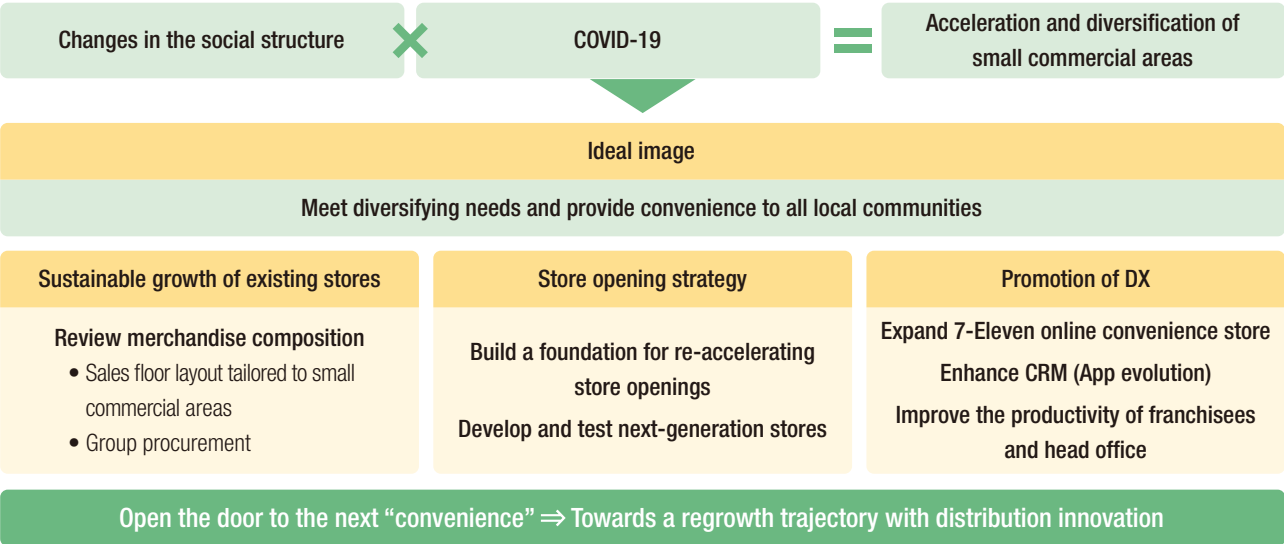 Changes in the social structure
×
COVID-19
=
Acceleration and diversification of
small commercial areas
Ideal image
Meet diversifying needs and provide convenience to all local communities
Sustainable growth of existing stores
Review merchandise composition
• Sales floor layout tailored to small
commercial areas
• Group procurement
Store opening strategy
Build a foundation for re-accelerating
store openings
Develop and test next-generation stores
Promotion of DX
Expand 7-Eleven online convenience store
Enhance CRM (App evolution)
Improve the productivity of franchisees
and head office
Open the door to the next “convenience” ⇒ Towards a regrowth trajectory with distribution innovation